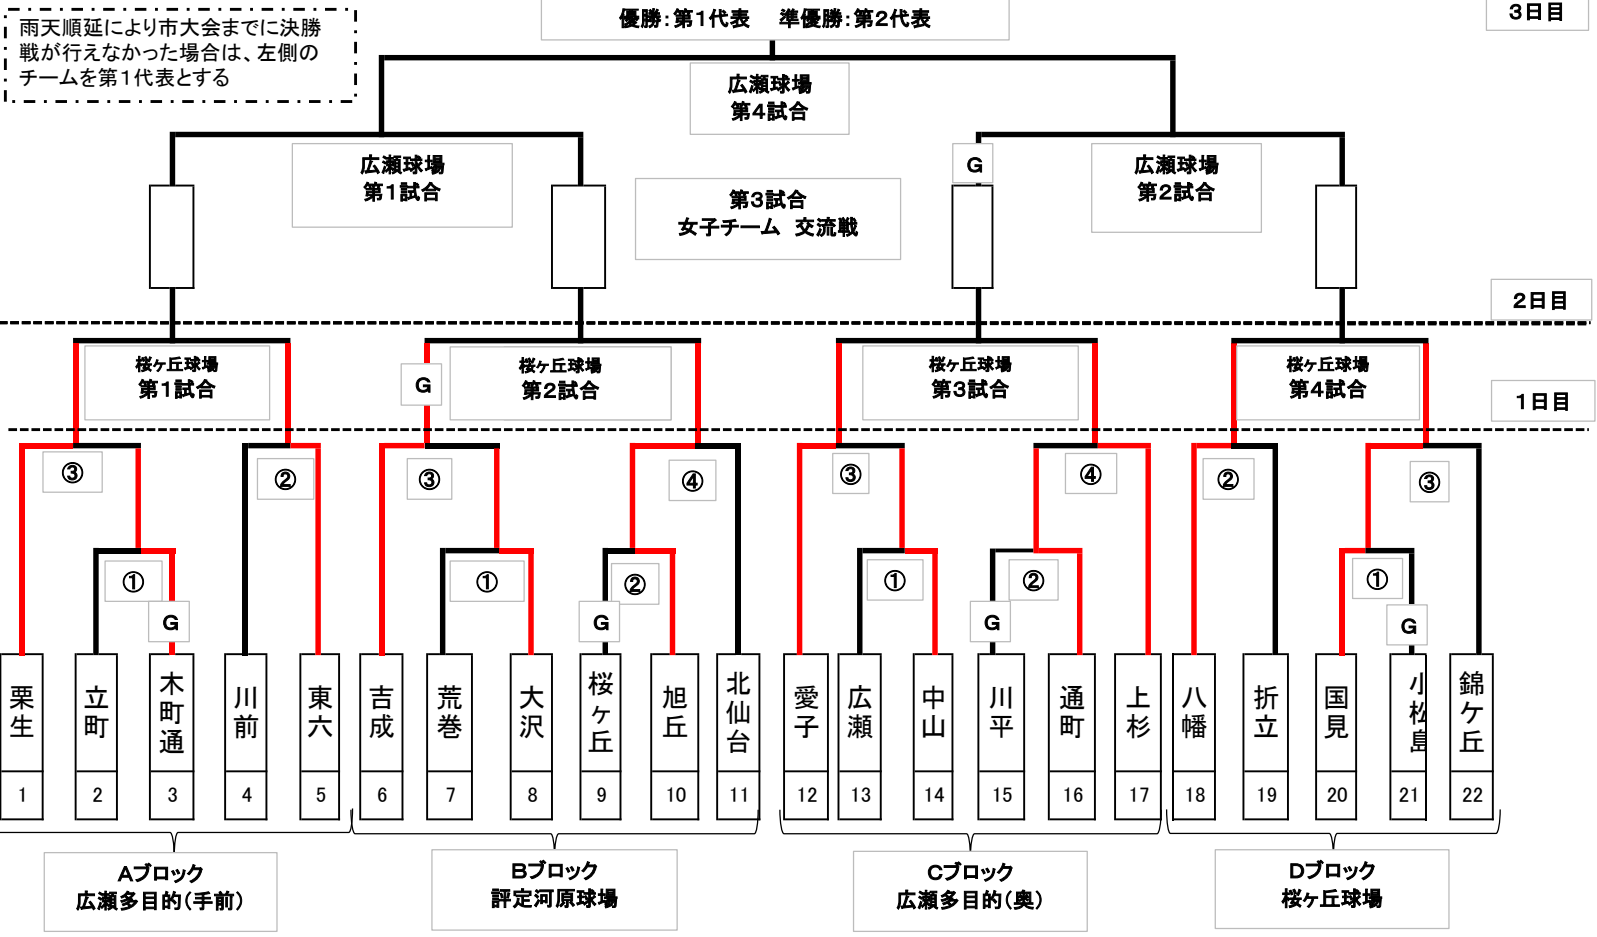 雨天順延により市大会までに決勝
戦が行えなかった場合は、左側の
チームを第1代表とする
優勝：第1代表　準優勝：第2代表
3日目
広瀬球場
第4試合
広瀬球場
第1試合
第3試合
女子チーム　交流戦
G
広瀬球場
第2試合
2日目
桜ヶ丘球場
第1試合
G
桜ヶ丘球場
第2試合
桜ヶ丘球場
第3試合
桜ヶ丘球場
第4試合
1日目
③
②
③
④
③
④
②
③
①
①
②
①
②
①
G
G
G
G
栗生
立町
木町通
川前
東六
吉成
荒巻
大沢
桜ヶ丘
旭丘
北仙台
愛子
広瀬
中山
川平
通町
上杉
八幡
折立
国見
小松島
錦ケ丘
1
2
3
4
5
6
7
8
9
10
11
12
13
14
15
16
17
18
19
20
21
22
Aブロック
広瀬多目的（手前）
Bブロック
評定河原球場
Cブロック
広瀬多目的（奥）
Dブロック
桜ヶ丘球場